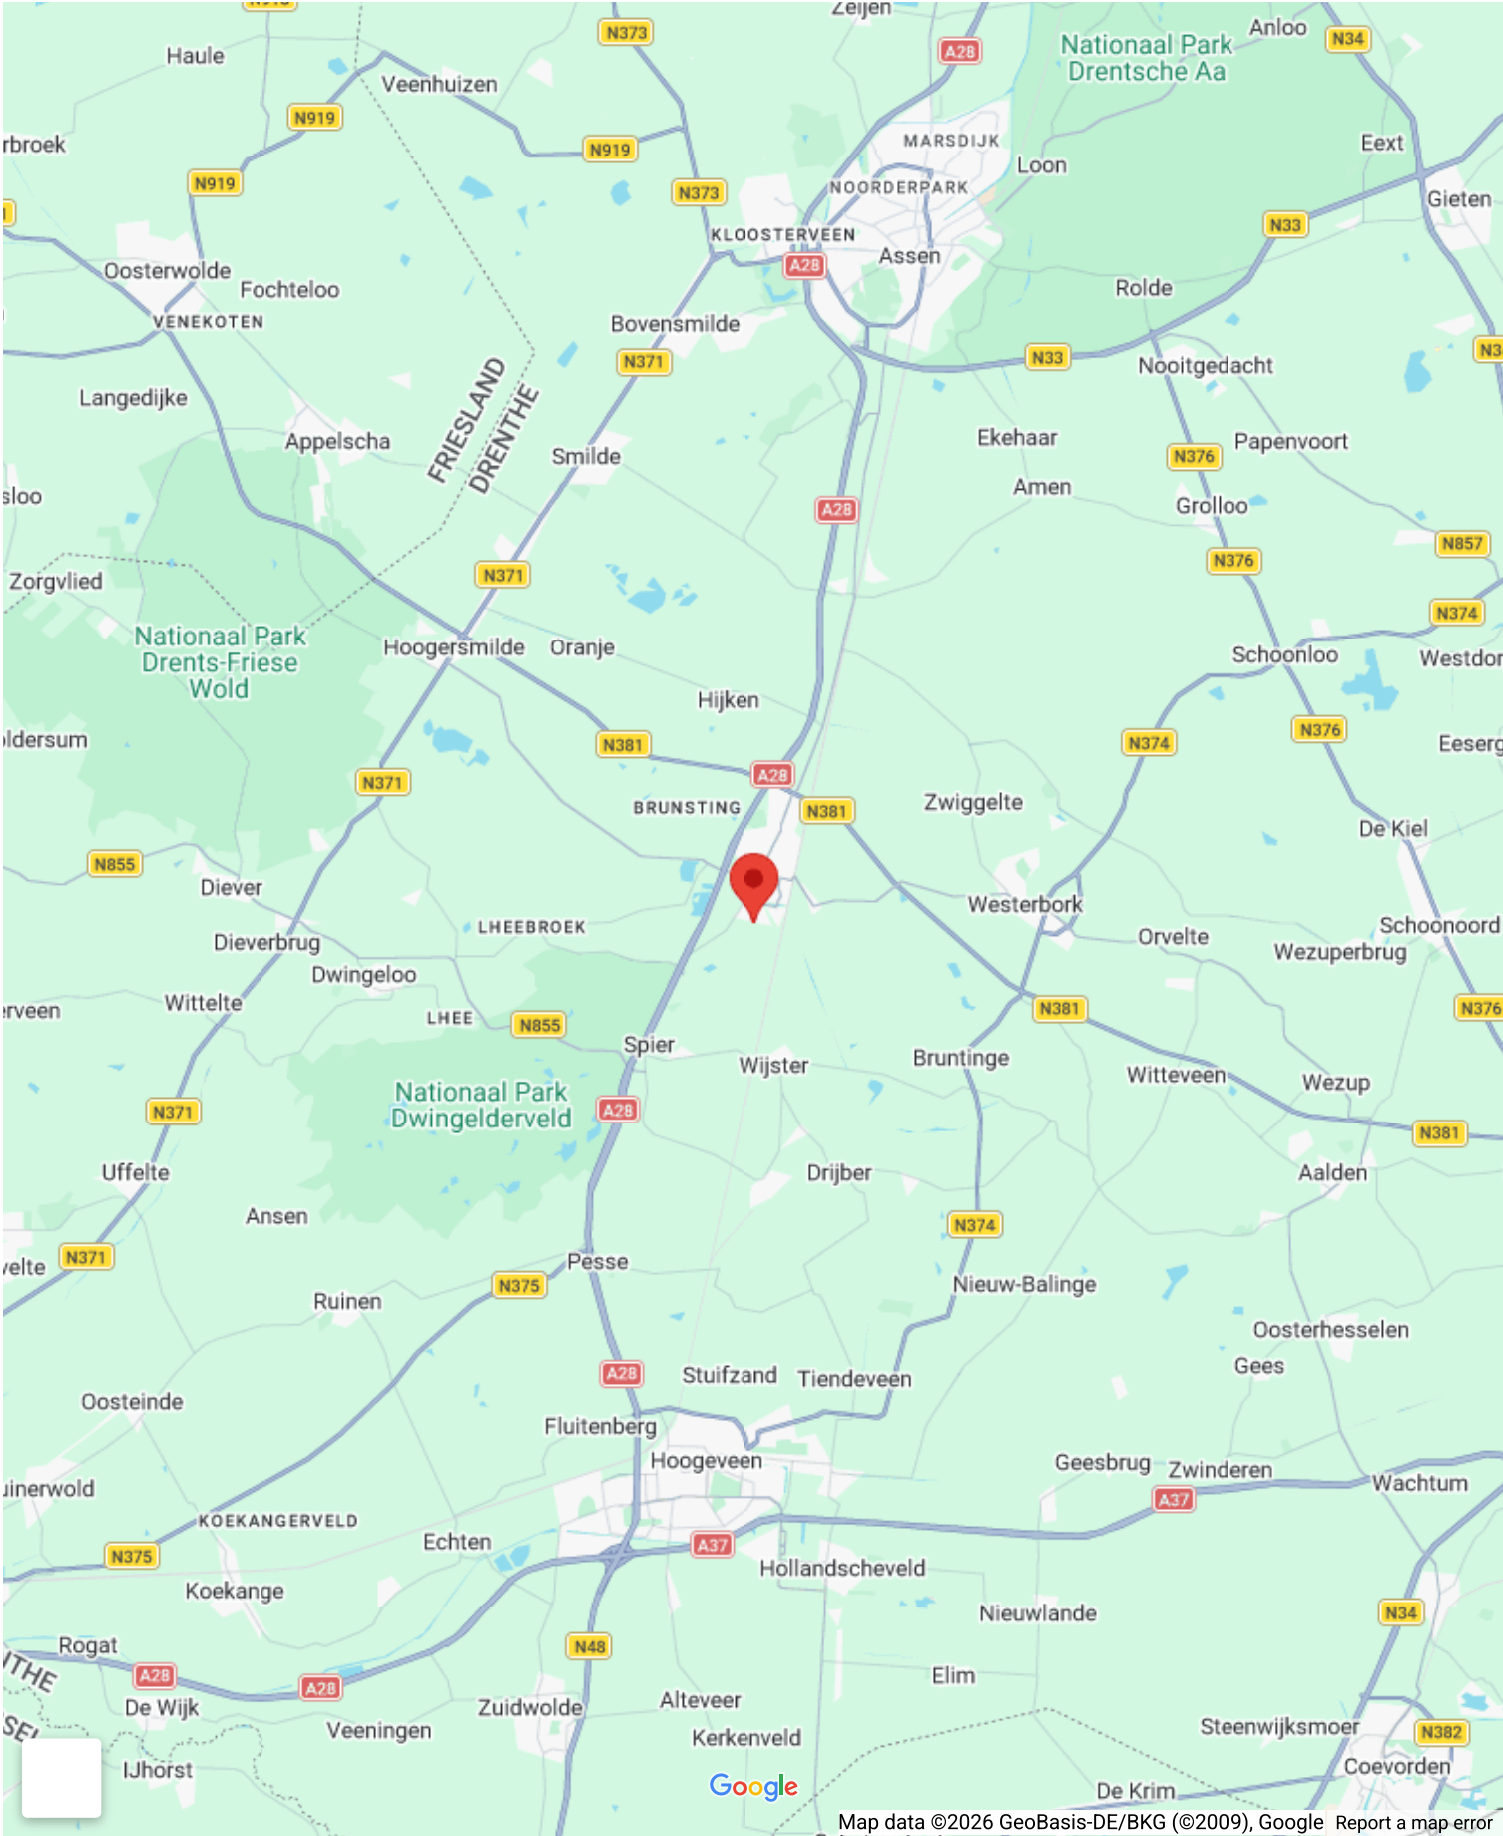 Zeijen
Anloo
N373
A28
N34
Nationaal Park
Drentsche Aa
Haule
Veenhuizen
N919
N919
MARSDIJK
Eext
Loon
N919
N373
NOORDERPARK
Gieten
N33
KLOOSTERVEEN
Assen
A28
Oosterwolde
Fochteloo
Rolde
VENEKOTEN
Bovensmilde
N371
N33
Nooitgedacht
Langedijke
FRIESLAND
DRENTHE
Appelscha
Smilde
Ekehaar
Papenvoort
N376
Amen
Grolloo
A28
N857
N376
N371
Zorgvlied
N374
Nationaal Park
Drents-Friese
Wold
Hoogersmilde
Oranje
Schoonloo
Hijken
N376
N381
N374
A28
N371
BRUNSTING
N381
Zwiggelte
De Kiel
N855
Diever
Westerbork
LHEEBROEK
Schoonoord
Dieverbrug
Orvelte
Wezuperbrug
Dwingeloo
Wittelte
LHEE
N855
N381
N376
Spier
Wijster
Bruntinge
Witteveen
Wezup
Nationaal Park
Dwingelderveld
N371
A28
N381
Uffelte
Drijber
Aalden
Ansen
N374
N371
Pesse
N375
Nieuw-Balinge
Ruinen
Oosterhesselen
Gees
A28
Stuifzand
Tiendeveen
Oosteinde
Fluitenberg
Hoogeveen
Geesbrug
Zwinderen
Wachtum
A37
KOEKANGERVELD
Echten
A37
N375
Hollandscheveld
Koekange
Nieuwlande
N34
Rogat
N48
A28
A28
Elim
De Wijk
Zuidwolde
Alteveer
Veeningen
Kerkenveld
Steenwijksmoer
N382
IJhorst
Coevorden
Google
De Krim
Map data ©2026 GeoBasis-DE/BKG (©2009), Google
Report a map error